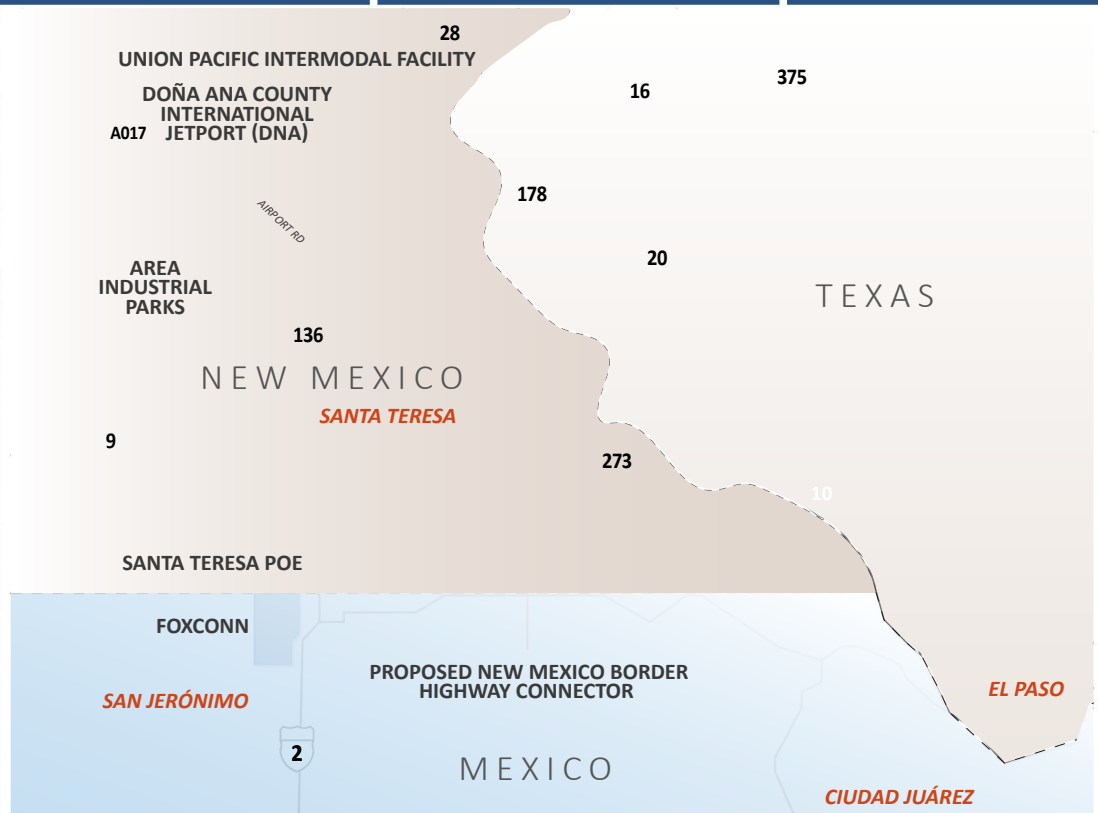 28
UNION PACIFIC INTERMODAL FACILITY
375
16
DOÑA ANA COUNTY
INTERNATIONAL
JETPORT (DNA)
A017
178
AIRPORT RD
20
AREA
INDUSTRIAL
PARKS
TEXAS
136
NEW MEXICO
SANTA TERESA
9
273
10
SANTA TERESA POE
FOXCONN
PROPOSED NEW MEXICO BORDER
HIGHWAY CONNECTOR
SAN JERÓNIMO
EL PASO
2
MEXICO
CIUDAD JUÁREZ